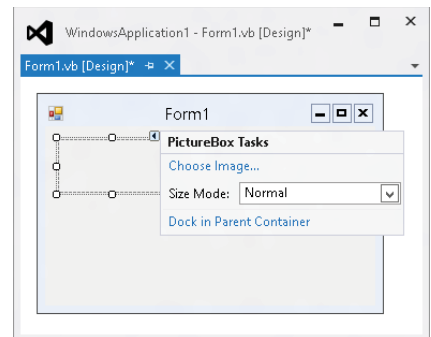 WindowsApplication1 - Form1.vb [Design]*
Form1.vb [Design]*
Form1
PictureBox Tasks
Choose Image...
Size Mode: Normal
Dock in Parent Container